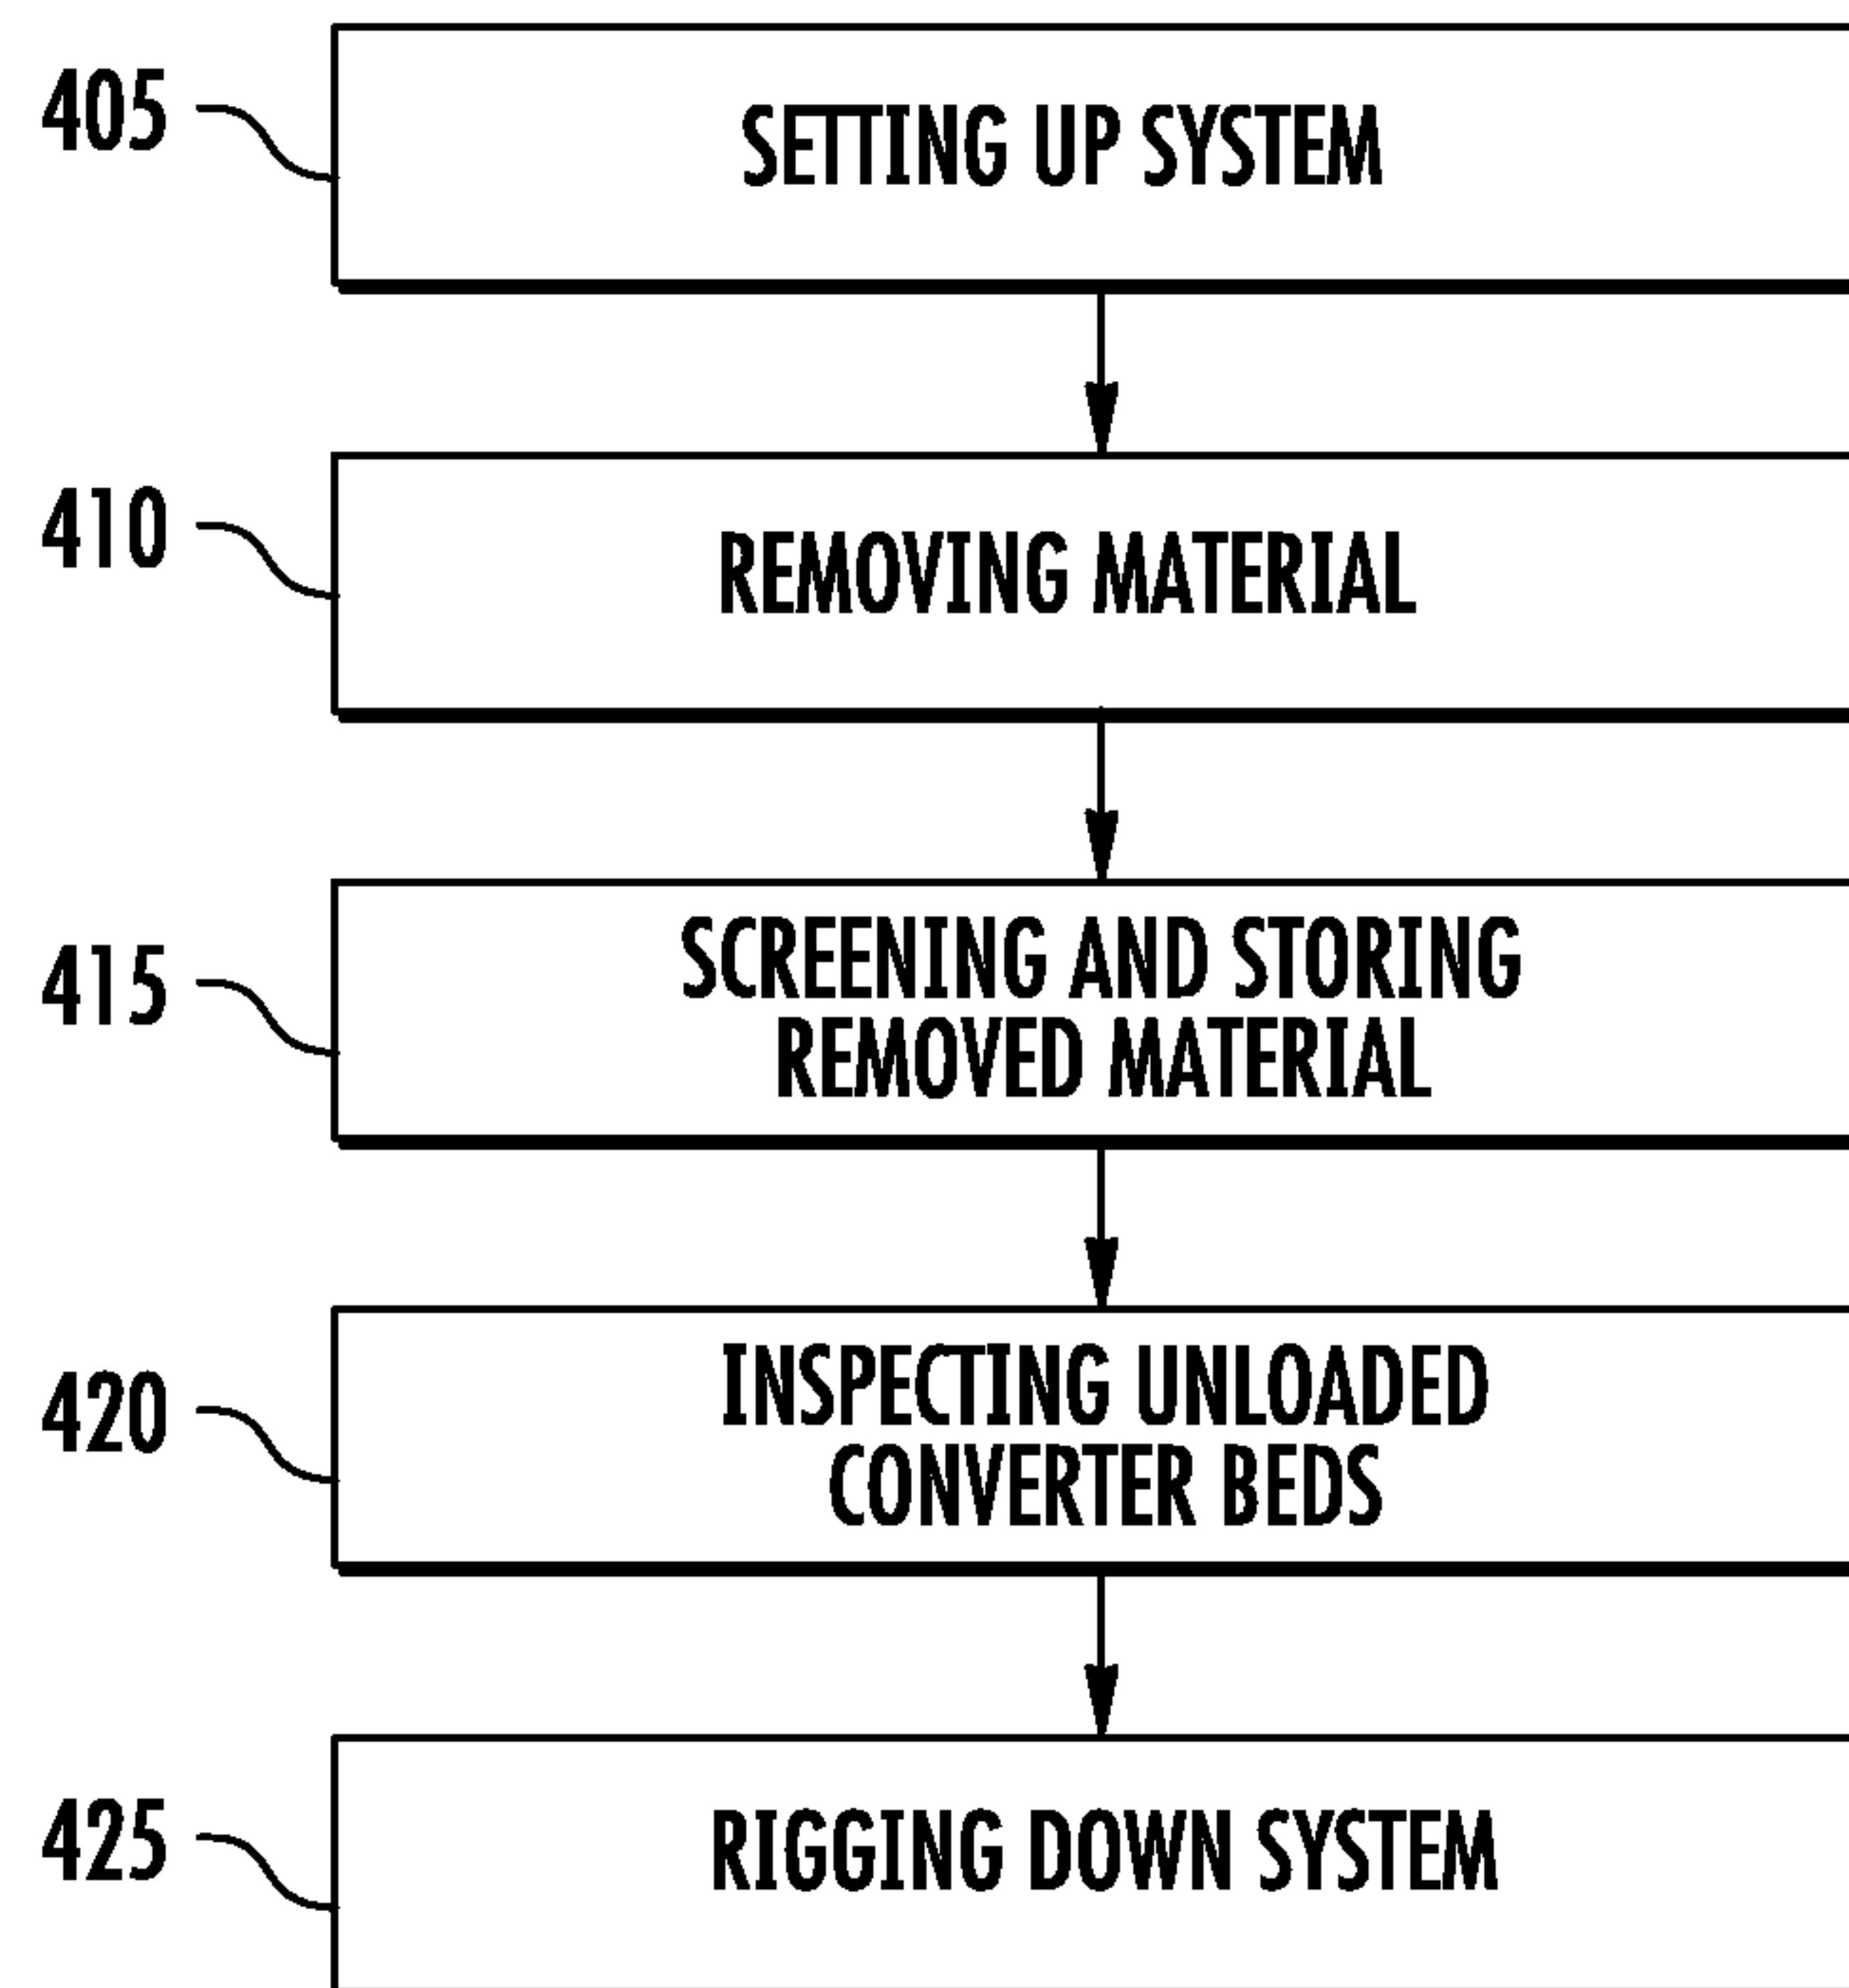 405
SETTING UP SYSTEM
410
REMOVING MATERIAL
415
SCREENING AND STORING
REMOVED MATERIAL
420
INSPECTING UNLOADED
CONVERTER BEDS
425
RIGGING DOWN SYSTEM